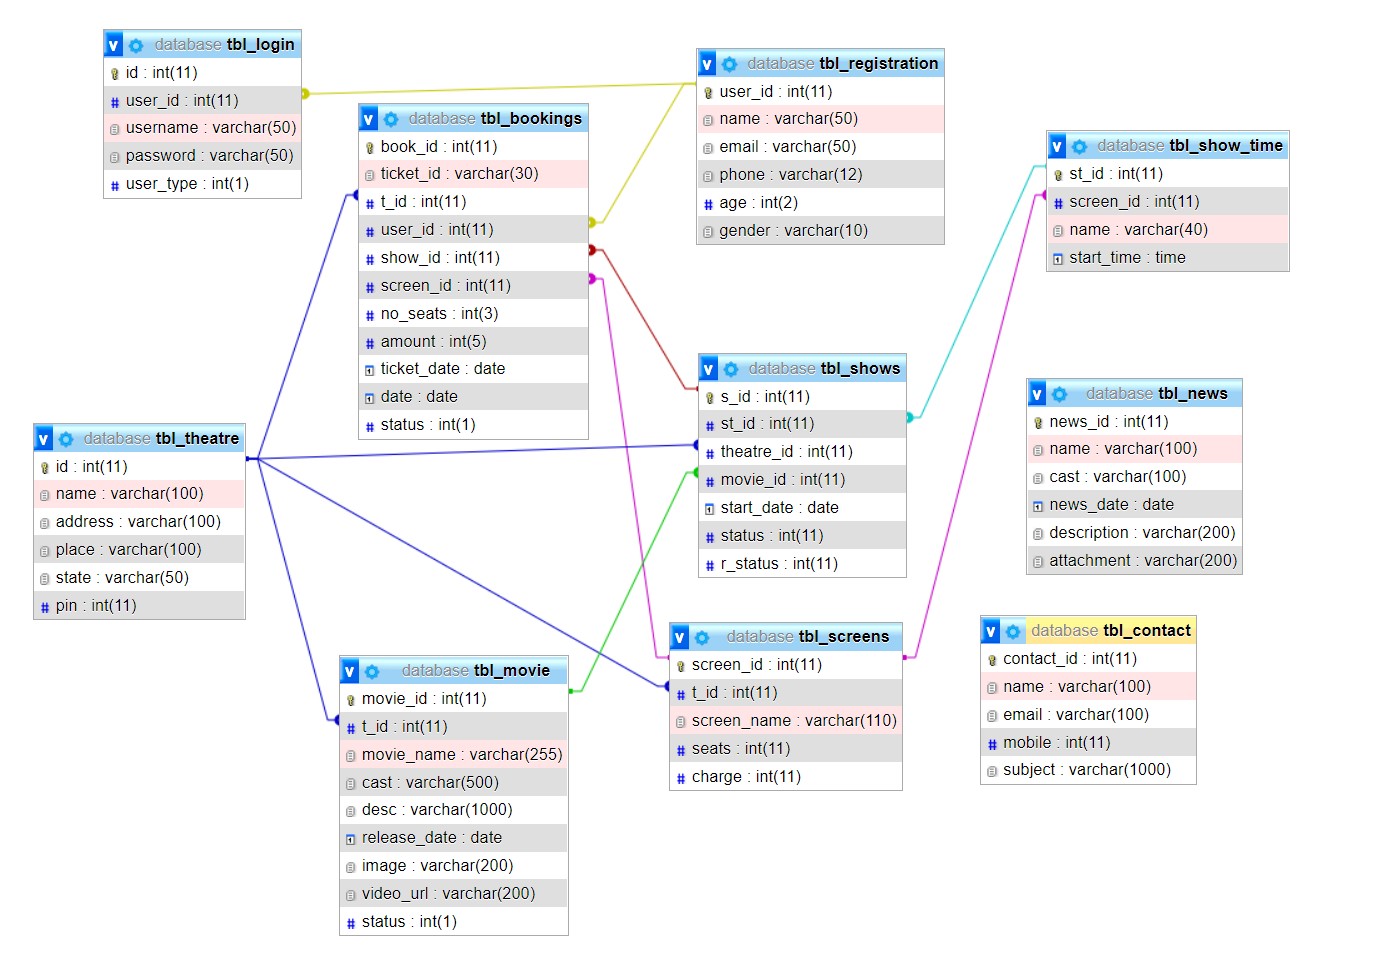 database tbl_login
id : int(11)
user_id : int(11)
username : varchar(50)
password : varchar(50)
user_type : int(1)
database tbl_bookings
book_id : int(11)
ticket_id : varchar(30)
t_id : int(11)
user_id : int(11)
show_id : int(11)
screen_id : int(11)
no_seats : int(3)
amount : int(5)
ticket_date : date
date : date
status : int(1)
database tbl_registration
user_id : int(11)
name : varchar(50)
email : varchar(50)
phone : varchar(12)
age : int(2)
gender : varchar(10)
database tbl_show_time
st_id : int(11)
screen_id : int(11)
name : varchar(40)
start_time : time
database tbl_theatre
id : int(11)
name : varchar(100)
address : varchar(100)
place : varchar(100)
state : varchar(50)
pin : int(11)
database tbl_shows
s_id : int(11)
st_id : int(11)
theatre_id : int(11)
movie_id : int(11)
start_date : date
status : int(11)
r_status : int(11)
database tbl_news
news_id : int(11)
name : varchar(100)
cast : varchar(100)
news_date : date
description : varchar(200)
attachment : varchar(200)
database tbl_movie
movie_id : int(11)
t_id : int(11)
movie_name : varchar(255)
cast : varchar(500)
desc : varchar(1000)
release_date : date
image : varchar(200)
video_url : varchar(200)
status : int(1)
database tbl_screens
screen_id : int(11)
t_id : int(11)
screen_name : varchar(110)
seats : int(11)
charge : int(11)
database tbl_contact
contact_id : int(11)
name : varchar(100)
email : varchar(100)
mobile : int(11)
subject : varchar(1000)